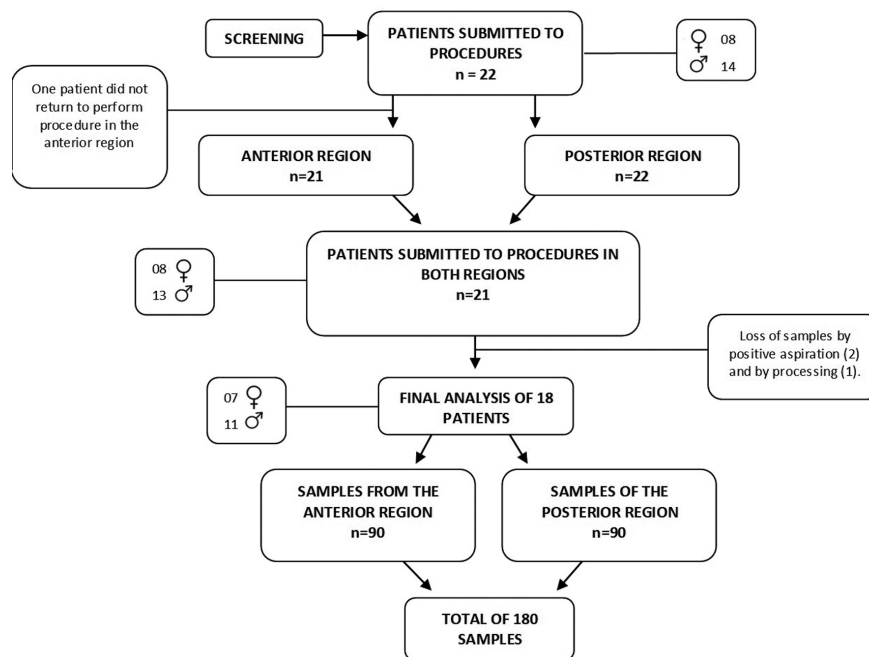 SCREENING
PATIENTS SUBMITTED TO
PROCEDURES
n = 22
♀ 08
♂ 14
One patient did not
return to perform
procedure in the
anterior region
ANTERIOR REGION
n=21
POSTERIOR REGION
n=22
PATIENTS SUBMITTED TO PROCEDURES IN
BOTH REGIONS
n=21
08 ♀
13 ♂
Loss of samples by
positive aspiration (2)
and by processing (1).
FINAL ANALYSIS OF 18
PATIENTS
07 ♀
11 ♂
SAMPLES FROM THE
ANTERIOR REGION
n=90
SAMPLES OF THE
POSTERIOR REGION
n=90
TOTAL OF 180
SAMPLES